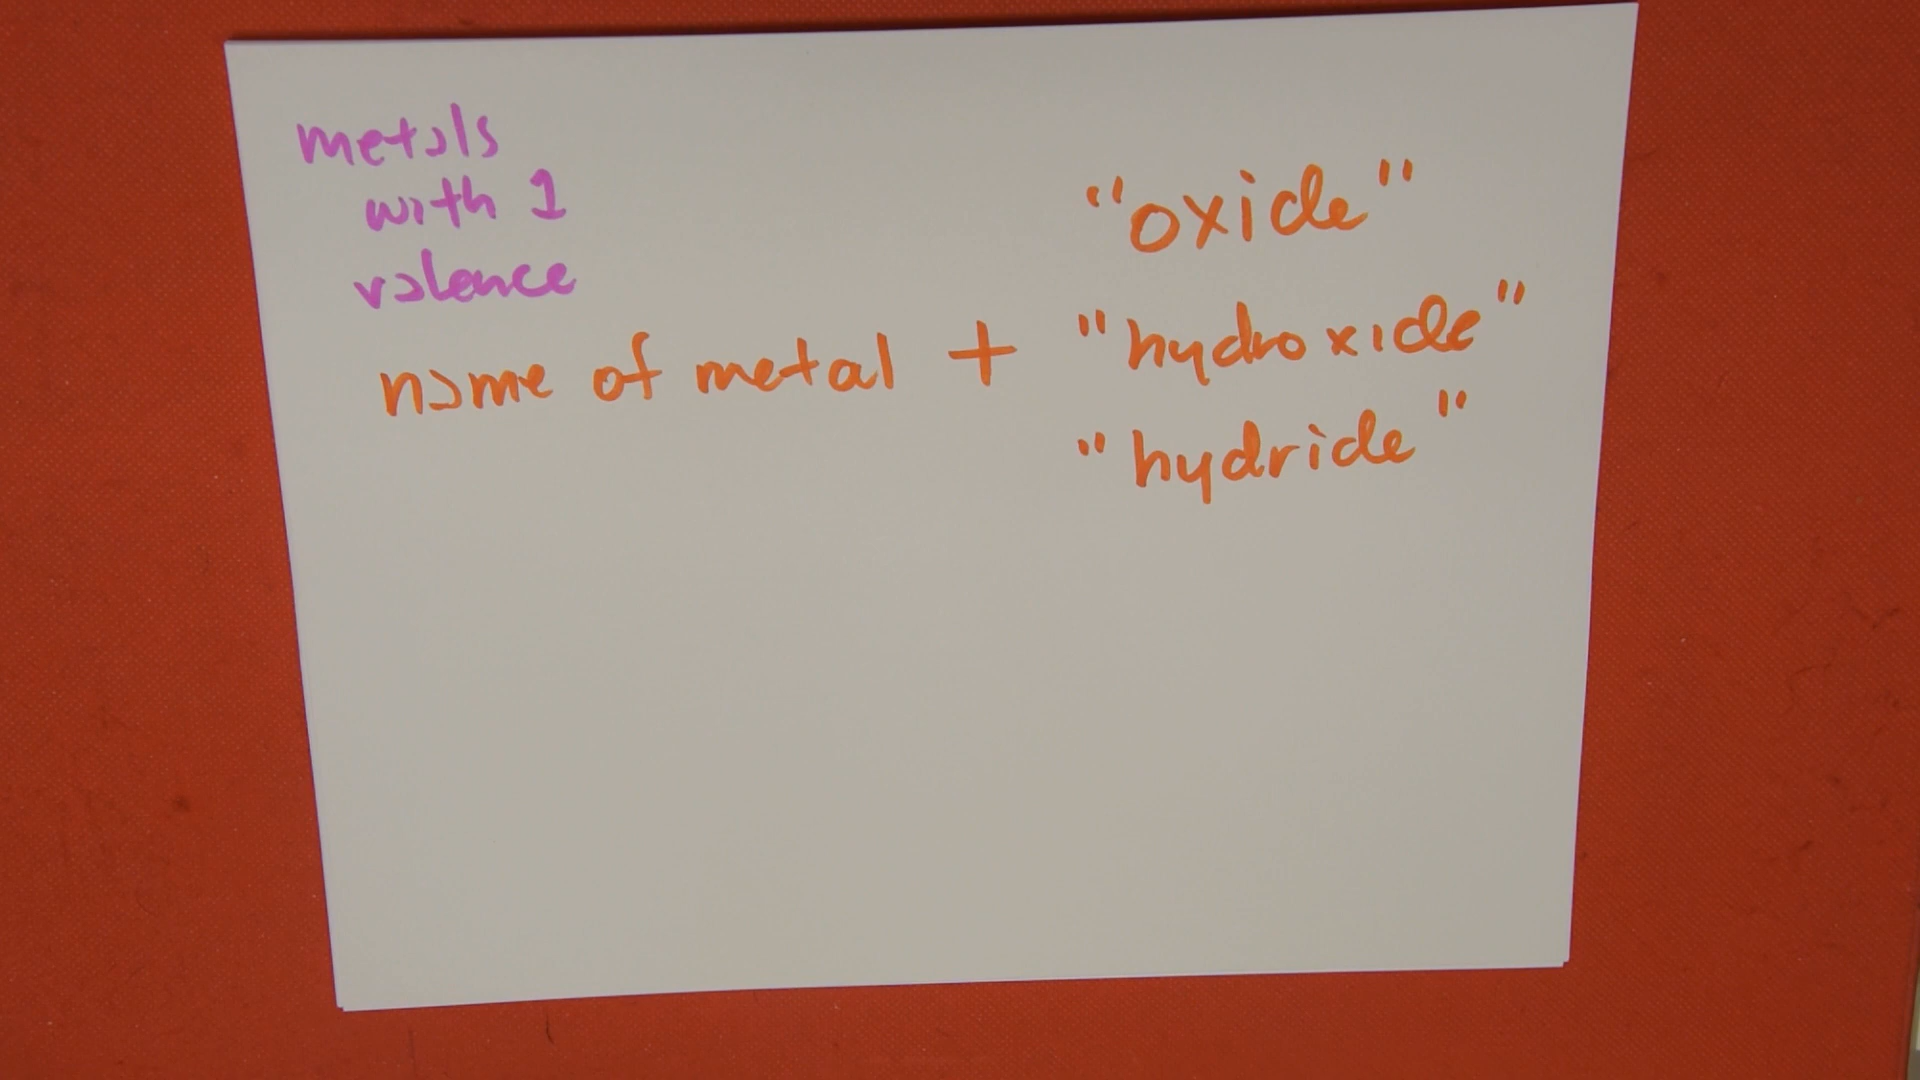 metals
with 1
valence
"oxide"
name of metal + "hydroxide"
"hydride"